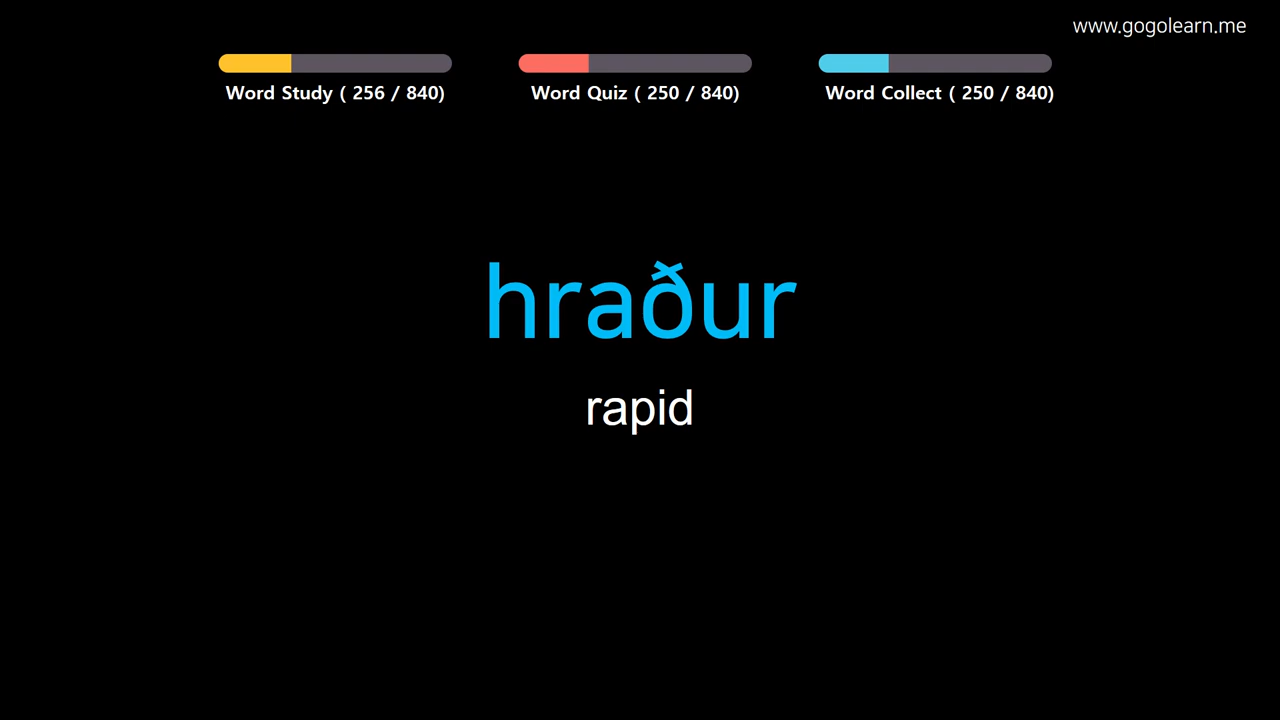 www.gogolearn.me
Word Study ( 256 / 840)
Word Quiz ( 250 / 840)
Word Collect ( 250 / 840)
hraður
rapid